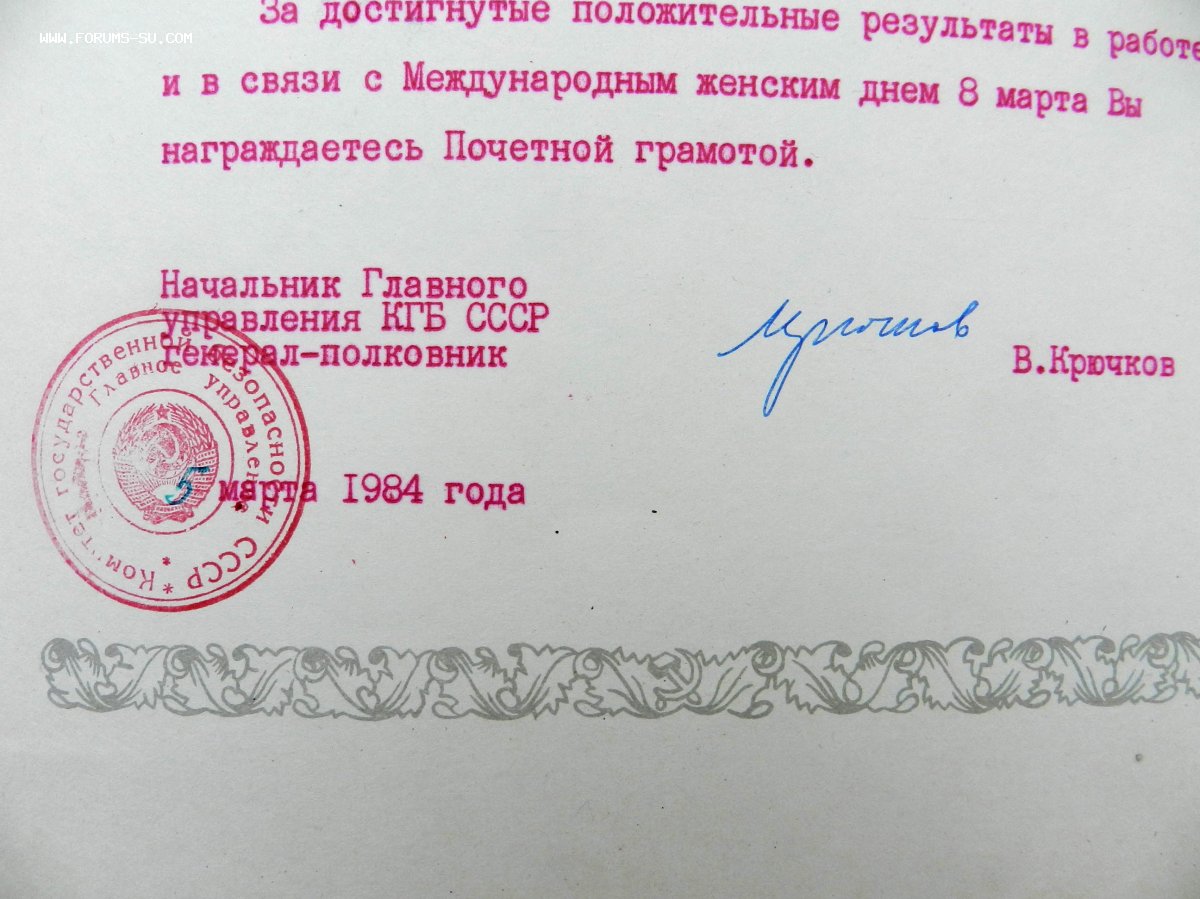 WWW.FORUMS-SU.COM
За достигнутые положительные результаты в работе
и в связи с Международным женским днем 8 марта Вы
награждаетесь Почетной грамотой.
Начальник Главного
управления КГБ СССР
генерал-полковник
В.Крючков
5 марта 1984 года
* Комитет государственной безопасности СССР *
Главное управление